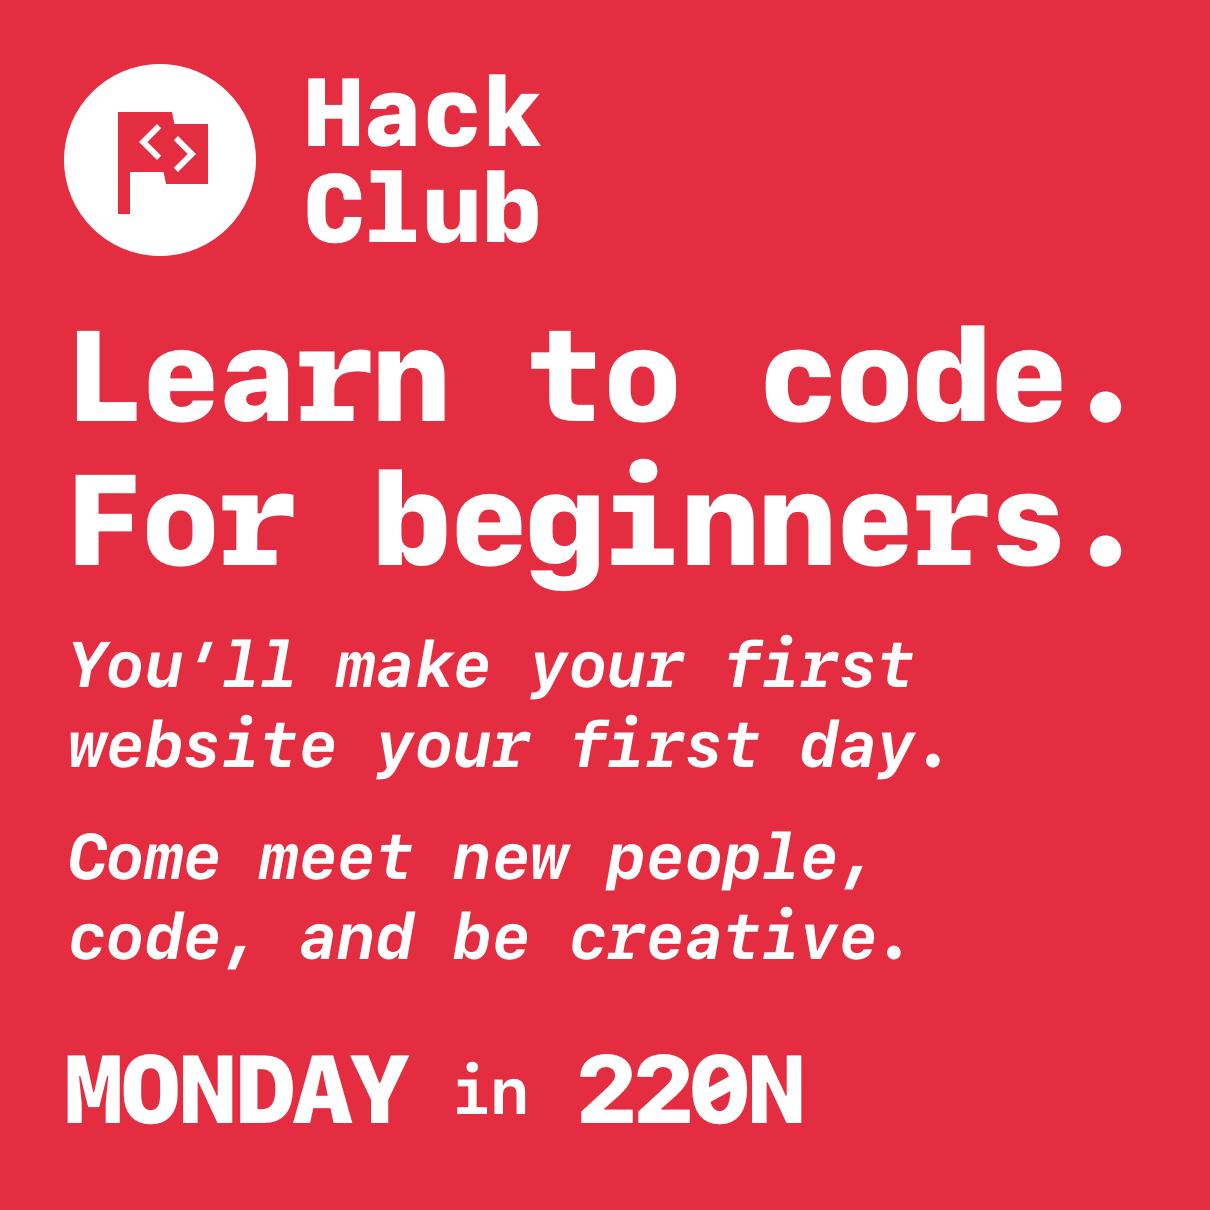 Hack
Club
Learn to code.
For beginners.
You’ll make your first
website your first day.
Come meet new people,
code, and be creative.
MONDAY in 220N